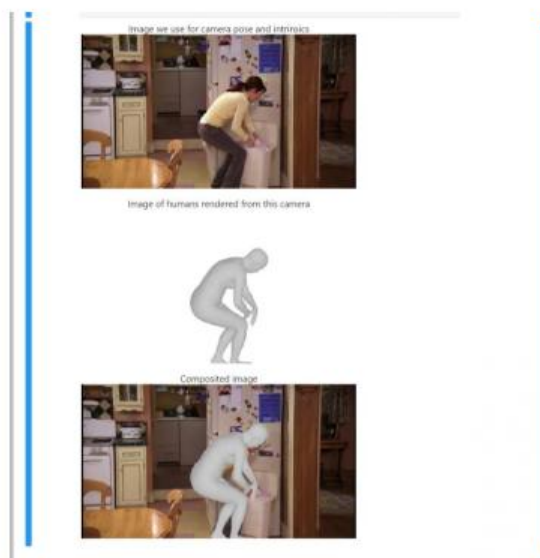 Image we use for camera pose and intrinsics
Image of humans rendered from this camera
Composited image